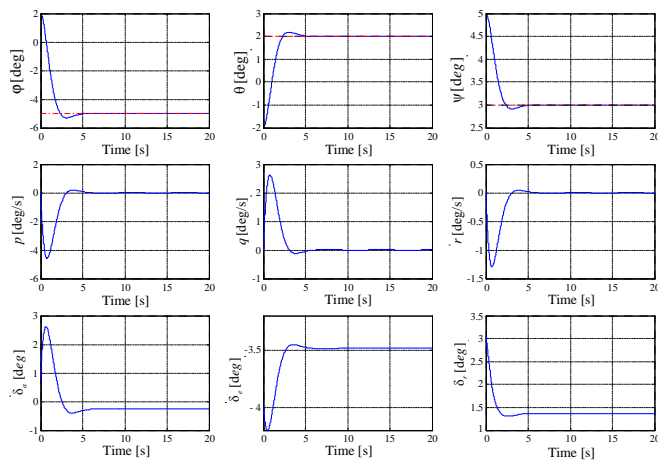 φ [deg]
2
0
-2
-4
-6
0 5 10 15 20
Time [s]
θ [deg]
3
2
1
0
-1
-2
0 5 10 15 20
Time [s]
ψ [deg]
5
4.5
4
3.5
3
2.5
0 5 10 15 20
Time [s]
p [deg/s]
2
0
-2
-4
-6
0 5 10 15 20
Time [s]
q [deg/s]
3
2
1
0
-1
0 5 10 15 20
Time [s]
r [deg/s]
0.5
0
-0.5
-1
-1.5
0 5 10 15 20
Time [s]
δa [deg]
3
2
1
0
-1
0 5 10 15 20
Time [s]
δe [deg]
-3.5
-4
0 5 10 15 20
Time [s]
δr [deg]
3.5
3
2.5
2
1.5
1
0 5 10 15 20
Time [s]